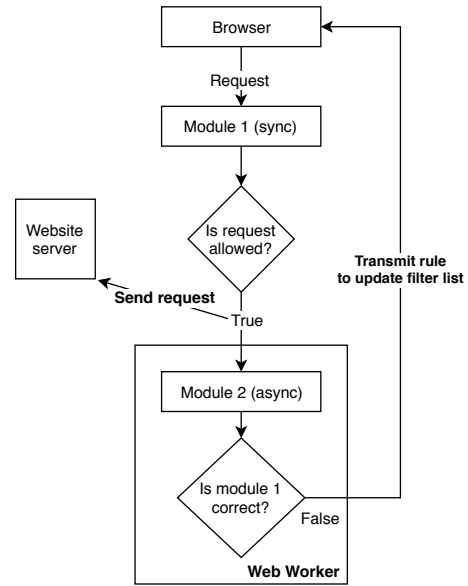 Browser
Request
Module 1 (sync)
Is request
allowed?
Website
server
Transmit rule
to update filter list
Send request
True
Module 2 (async)
Is module 1
correct?
False
Web Worker